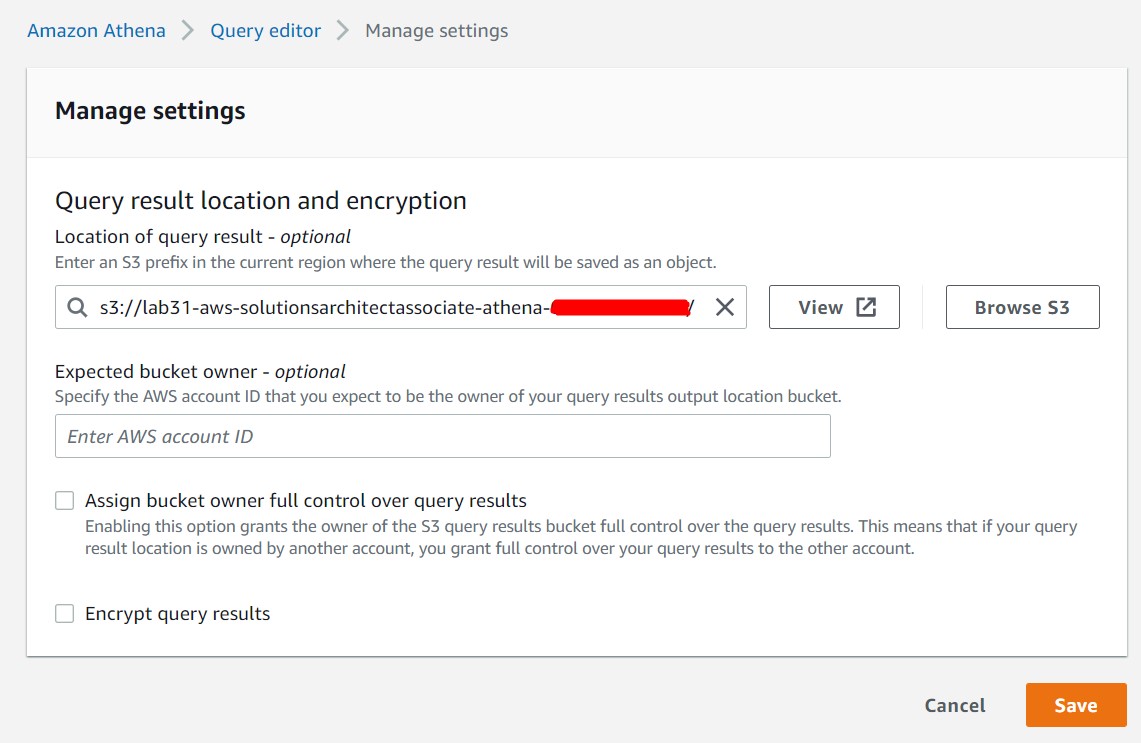 Amazon Athena > Query editor > Manage settings
Manage settings
Query result location and encryption
Location of query result - optional
Enter an S3 prefix in the current region where the query result will be saved as an object.
s3://lab31-aws-solutionsarchitectassociate-athena- / View Browse S3
Expected bucket owner - optional
Specify the AWS account ID that you expect to be the owner of your query results output location bucket.
Enter AWS account ID
Assign bucket owner full control over query results
Enabling this option grants the owner of the S3 query results bucket full control over the query results. This means that if your query
result location is owned by another account, you grant full control over your query results to the other account.
Encrypt query results
Cancel Save